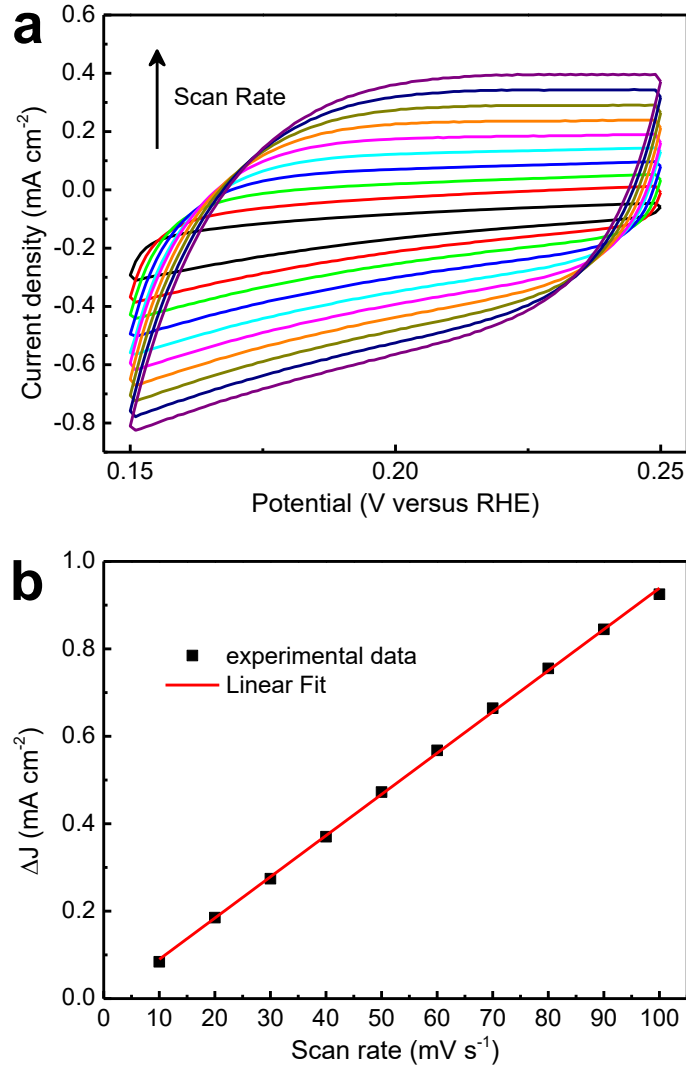 a
0.6
0.4
0.2
0.0
-0.2
-0.4
-0.6
-0.8
Current density (mA cm⁻²)
Scan Rate
0.15
0.20
0.25
Potential (V versus RHE)
b
1.0
0.8
0.6
0.4
0.2
0.0
ΔJ (mA cm⁻²)
experimental data
Linear Fit
0 10 20 30 40 50 60 70 80 90 100
Scan rate (mV s⁻¹)